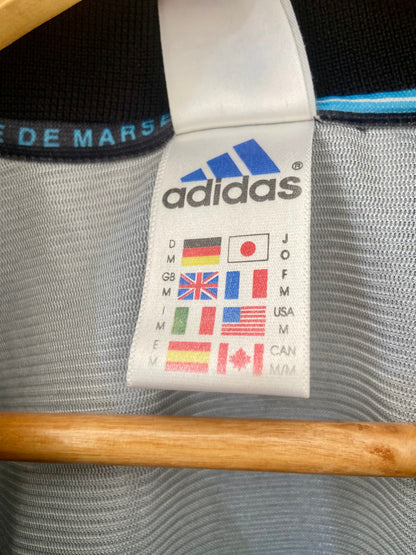 E DE MARSE
adidas®
D M J O
GB M F M
I M USA M
E M CAN M/M